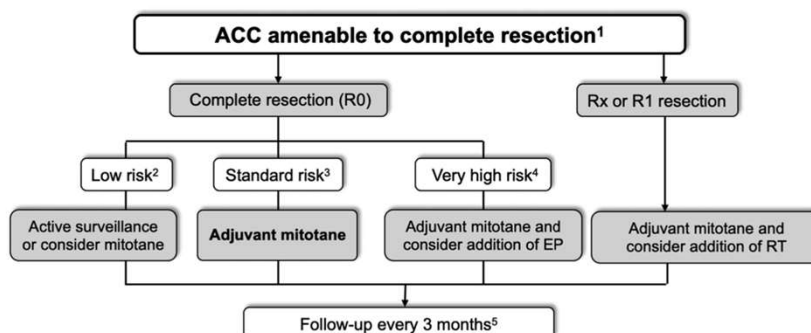 ACC amenable to complete resection¹
Complete resection (R0)
Rx or R1 resection
Low risk²
Standard risk³
Very high risk⁴
Active surveillance
or consider mitotane
Adjuvant mitotane
Adjuvant mitotane and
consider addition of EP
Adjuvant mitotane and
consider addition of RT
Follow-up every 3 months⁵